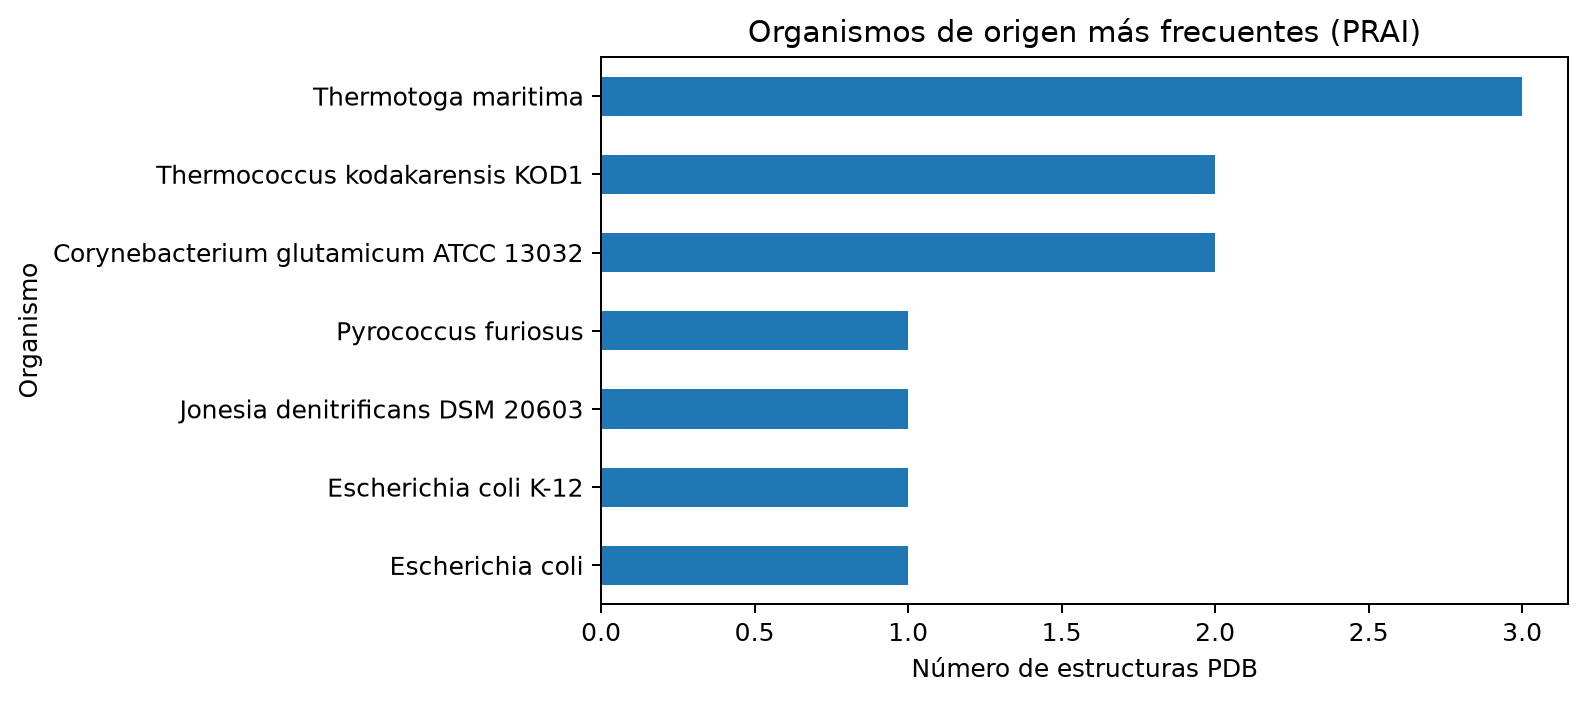 Organismos de origen más frecuentes (PRAI)
Organismo
Thermotoga maritima
Thermococcus kodakarensis KOD1
Corynebacterium glutamicum ATCC 13032
Pyrococcus furiosus
Jonesia denitrificans DSM 20603
Escherichia coli K-12
Escherichia coli
0.0 0.5 1.0 1.5 2.0 2.5 3.0
Número de estructuras PDB